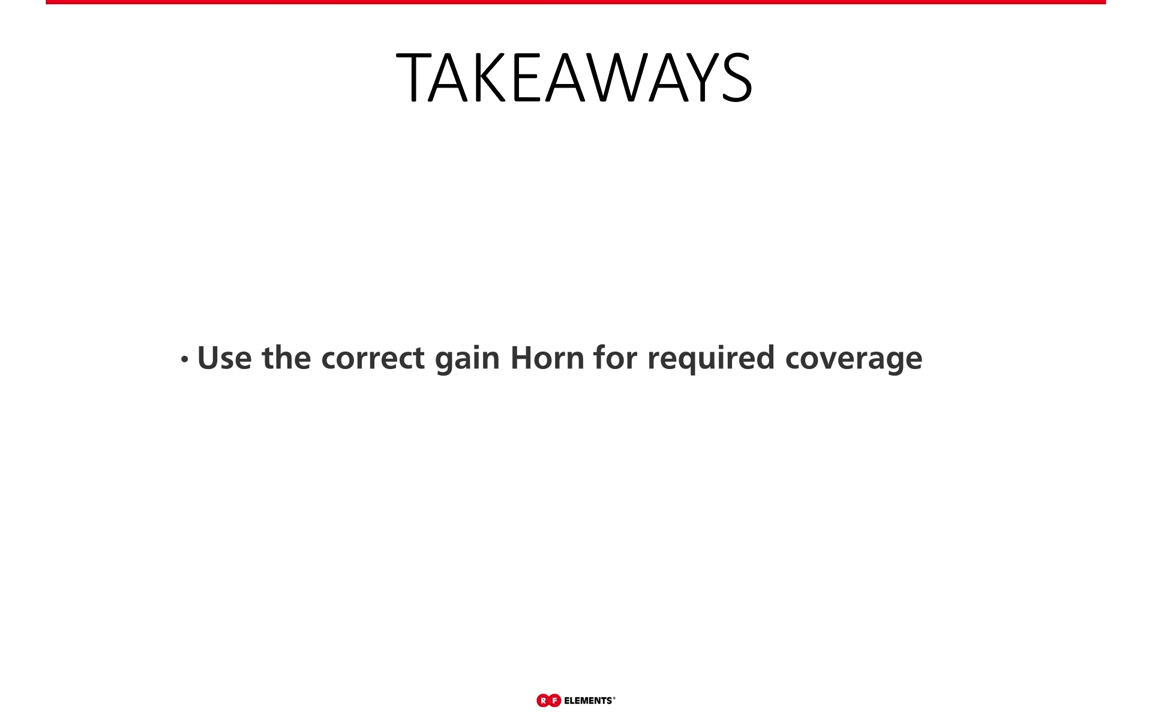 TAKEAWAYS
• Use the correct gain Horn for required coverage
RF ELEMENTS®